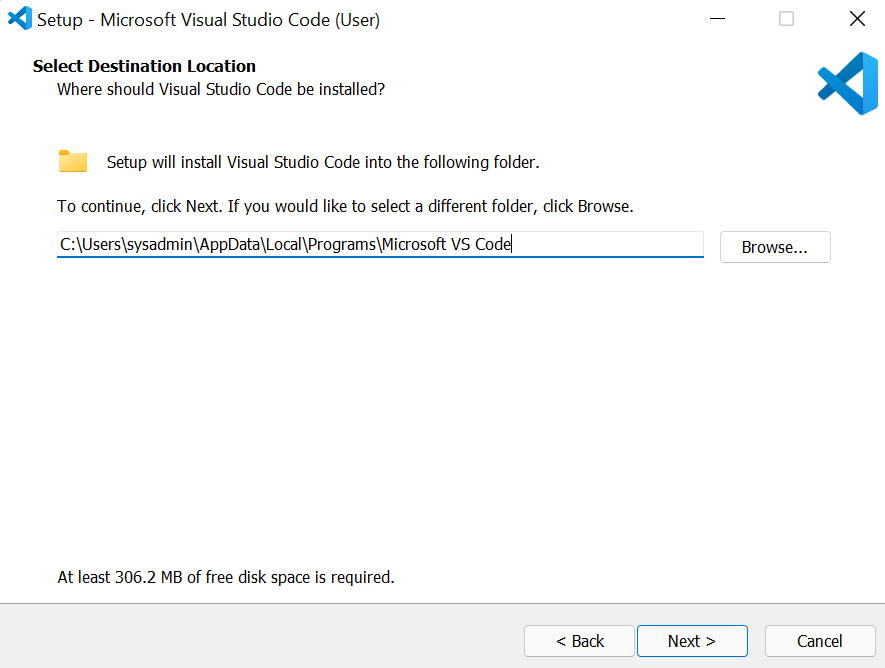 Setup - Microsoft Visual Studio Code (User)
Select Destination Location
Where should Visual Studio Code be installed?
Setup will install Visual Studio Code into the following folder.
To continue, click Next. If you would like to select a different folder, click Browse.
C:\Users\sysadmin\AppData\Local\Programs\Microsoft VS Code
Browse...
At least 306.2 MB of free disk space is required.
< Back
Next >
Cancel